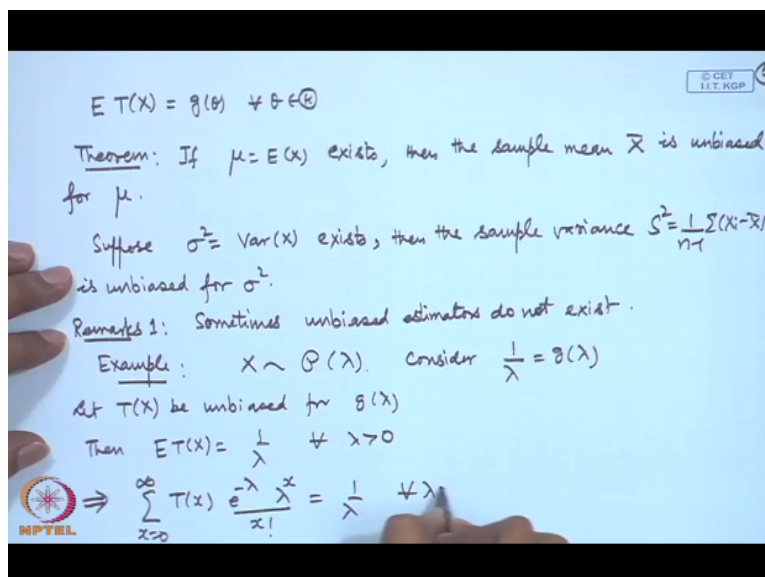 © CET
I.I.T. KGP
E T(X) = g(θ) ∀ θ ∈ Ⓗ
Theorem: If μ = E(X) exists, then the sample mean X̄ is unbiased
for μ.
Suppose σ² = Var(X) exists, then the sample variance S² = 1/(n-1) Σ(Xi - X̄)
is unbiased for σ².
Remarks 1: Sometimes unbiased estimators do not exist.
Example: X ~ P(λ). Consider 1/λ = g(λ)
Let T(X) be unbiased for g(λ)
Then E T(X) = 1/λ ∀ λ > 0
⇒ ∑_{x=0}^{∞} T(x) e^{-λ} λ^x / x! = 1/λ ∀ λ
NPTEL